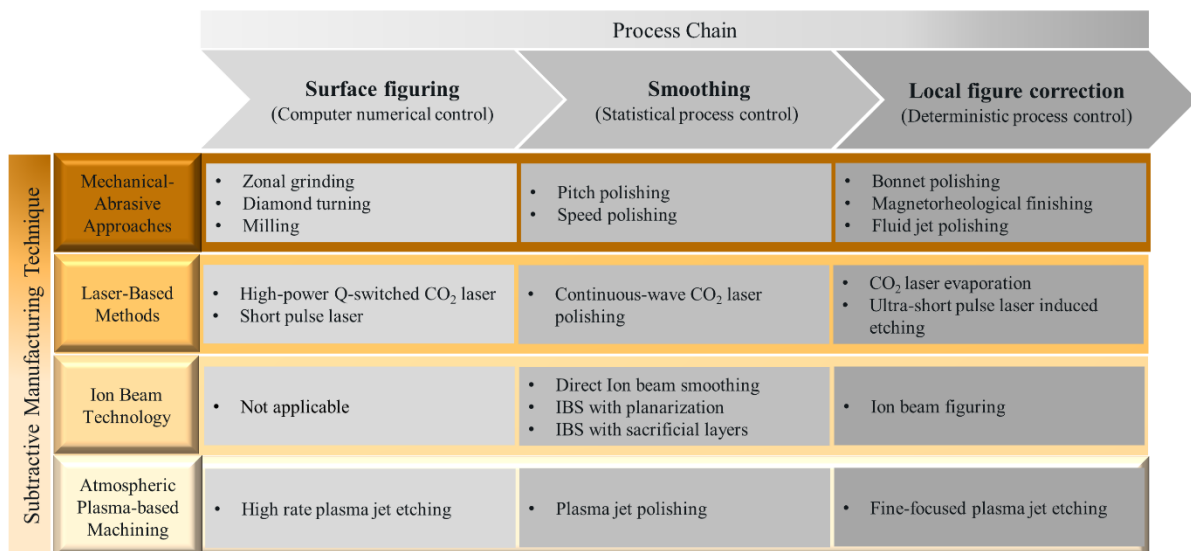 Process Chain
Surface figuring
(Computer numerical control)
Smoothing
(Statistical process control)
Local figure correction
(Deterministic process control)
Subtractive Manufacturing Technique
Mechanical-
Abrasive
Approaches
• Zonal grinding
• Diamond turning
• Milling
• Pitch polishing
• Speed polishing
• Bonnet polishing
• Magnetorheological finishing
• Fluid jet polishing
Laser-Based
Methods
• High-power Q-switched CO₂ laser
• Short pulse laser
• Continuous-wave CO₂ laser
polishing
• CO₂ laser evaporation
• Ultra-short pulse laser induced
etching
Ion Beam
Technology
• Not applicable
• Direct Ion beam smoothing
• IBS with planarization
• IBS with sacrificial layers
• Ion beam figuring
Atmospheric
Plasma-based
Machining
• High rate plasma jet etching
• Plasma jet polishing
• Fine-focused plasma jet etching